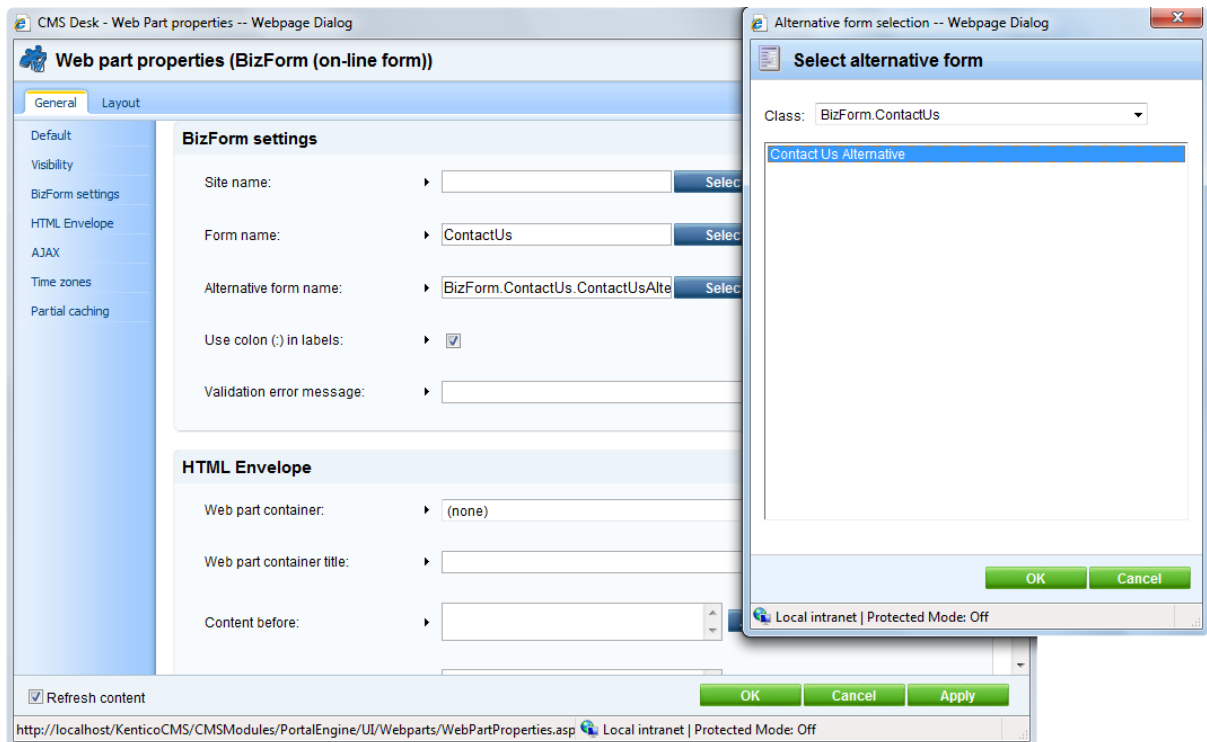 CMS Desk - Web Part properties -- Webpage Dialog
Web part properties (BizForm (on-line form))
General Layout
Default
Visibility
BizForm settings
HTML Envelope
AJAX
Time zones
Partial caching
BizForm settings
Site name: Selec
Form name: ContactUs Selec
Alternative form name: BizForm.ContactUs.ContactUsAlte Selec
Use colon (:) in labels:
Validation error message:
HTML Envelope
Web part container: (none)
Web part container title:
Content before:
Refresh content
OK Cancel Apply
http://localhost/KenticoCMS/CMSModules/PortalEngine/UI/Webparts/WebPartProperties.asp Local intranet | Protected Mode: Off
Alternative form selection -- Webpage Dialog
Select alternative form
Class: BizForm.ContactUs
Contact Us Alternative
OK Cancel
Local intranet | Protected Mode: Off